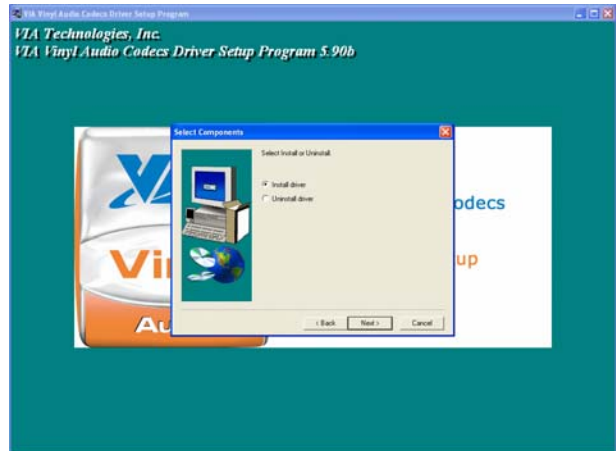 VIA Vinyl Audio Codecs Driver Setup Program
VIA Technologies, Inc.
VIA Vinyl Audio Codecs Driver Setup Program 5.90b
Select Components
Select Install or Uninstall.
Install driver
Uninstall driver
odecs
Vi
up
Au
< Back
Next >
Cancel